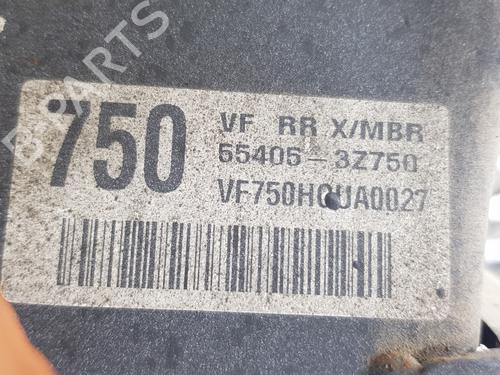 B-PARTS
750
VF RR X/MBR
55405-3Z750
VF750HQUA0027